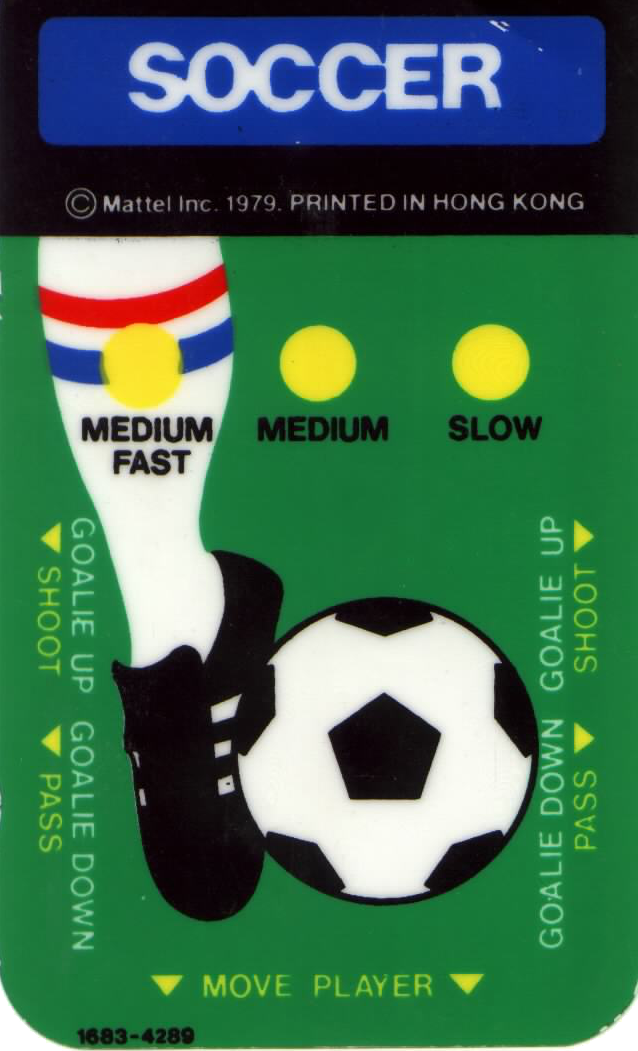 SOCCER
© Mattel Inc. 1979. PRINTED IN HONG KONG
MEDIUM FAST
MEDIUM
SLOW
GOALIE UP GOALIE DOWN
SHOOT PASS
GOALIE DOWN GOALIE UP
PASS SHOOT
MOVE PLAYER
1683-4289